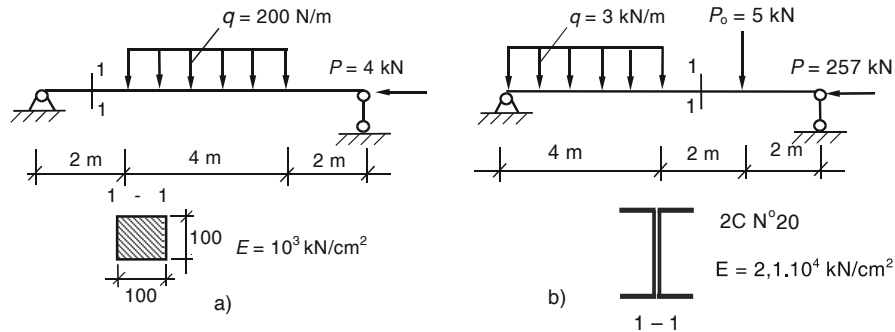 q = 200 N/m
P = 4 kN
1
1
2 m
4 m
2 m
1 - 1
100
100
E = 10³ kN/cm²
a)
q = 3 kN/m
Pₒ = 5 kN
P = 257 kN
1
1
4 m
2 m
2 m
2C N°20
E = 2,1.10⁴ kN/cm²
b)
1 – 1